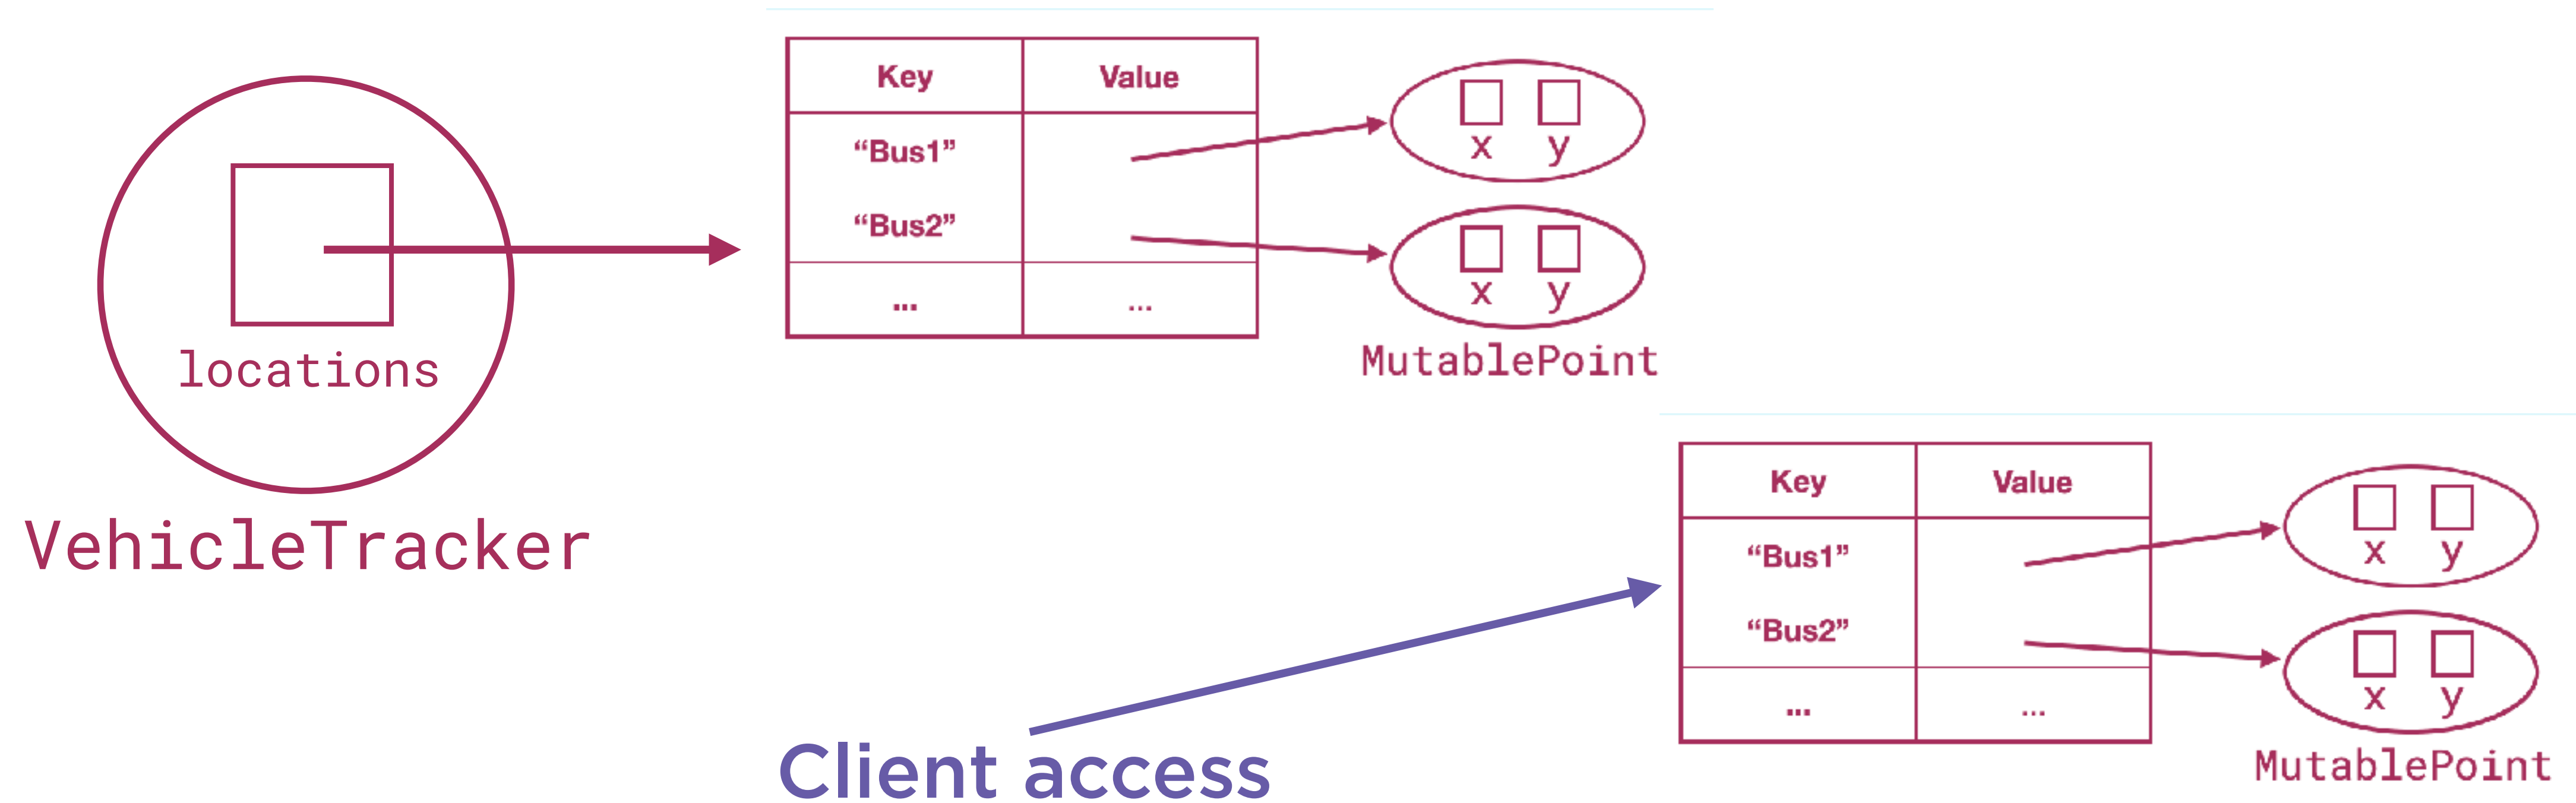 Key Value
“Bus1”
“Bus2”
... ...
x y
x y
MutablePoint
locations
VehicleTracker
Key Value
“Bus1”
“Bus2”
... ...
x y
x y
MutablePoint
Client access